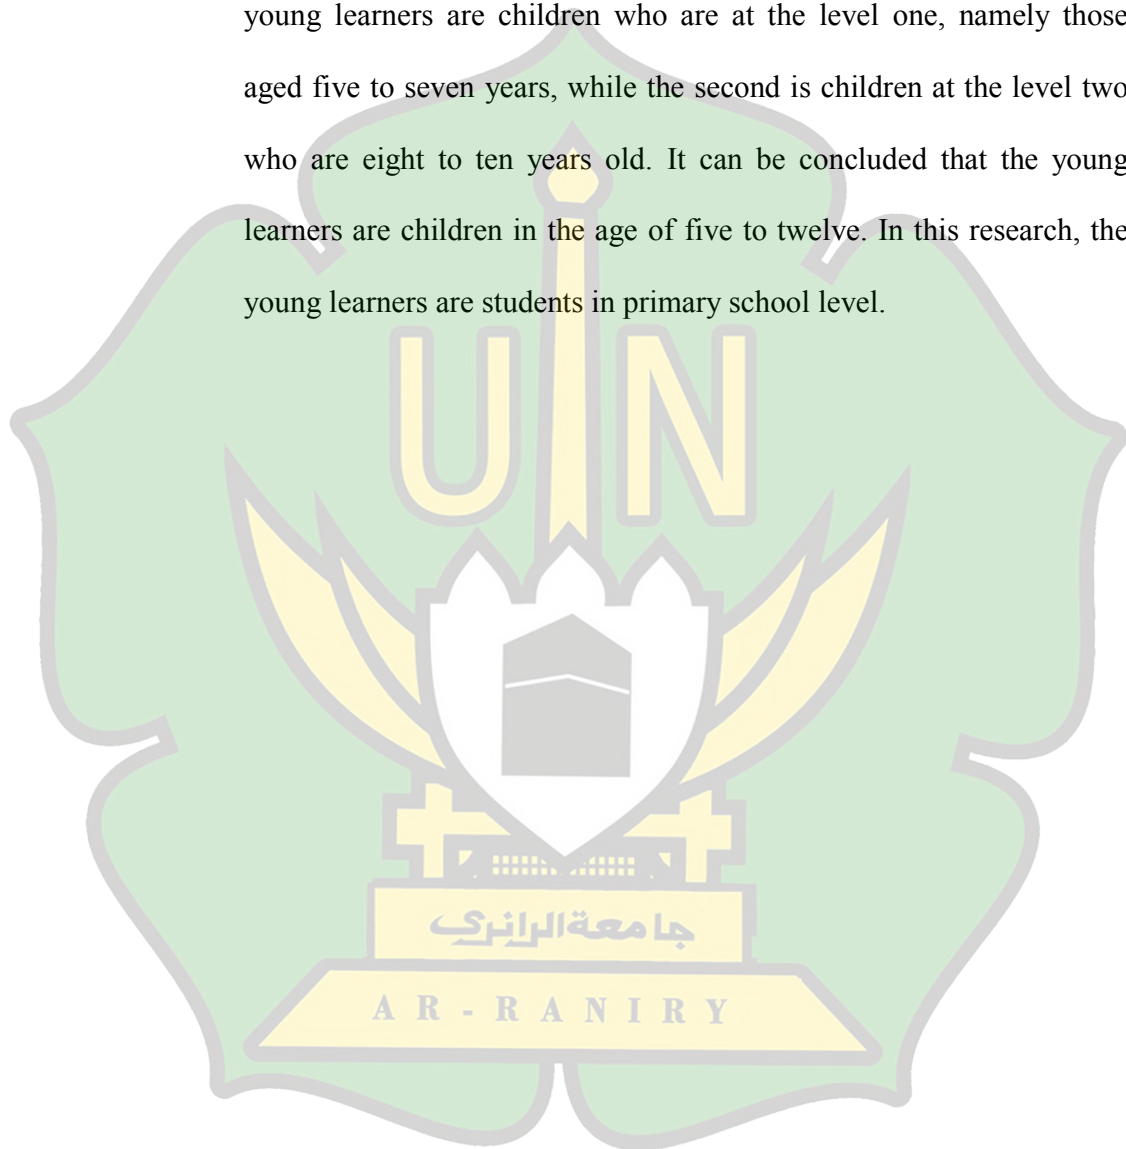 young learners are children who are at the level one, namely those
aged five to seven years, while the second is children at the level two
who are eight to ten years old. It can be concluded that the young
learners are children in the age of five to twelve. In this research, the
young learners are students in primary school level.
UIN
جامعةالرانري
AR-RANIRY